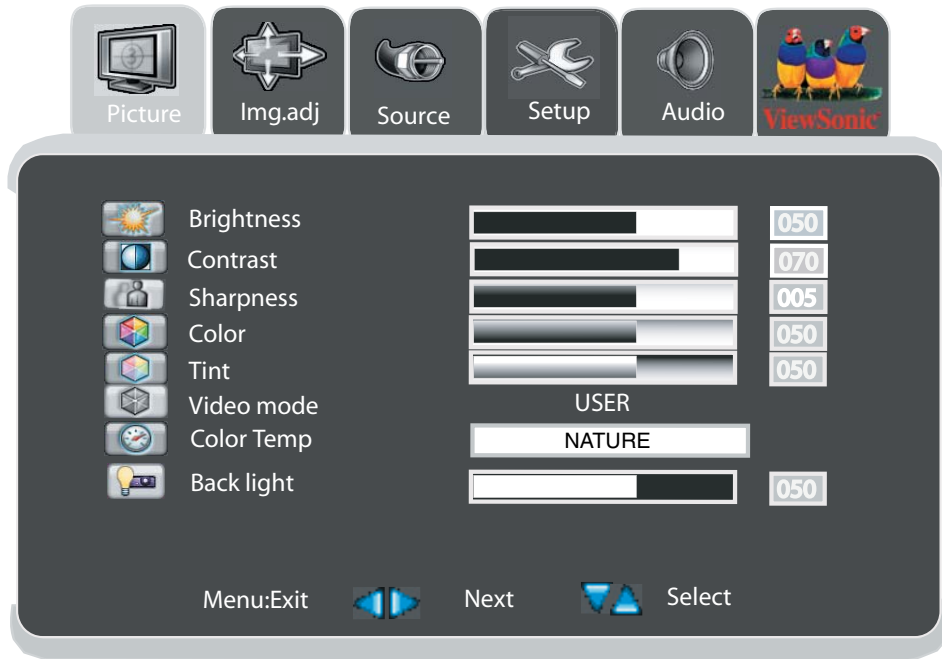 Picture Img.adj Source Setup Audio ViewSonic
Brightness 050
Contrast 070
Sharpness 005
Color 050
Tint 050
Video mode USER
Color Temp NATURE
Back light 050
Menu:Exit Next Select